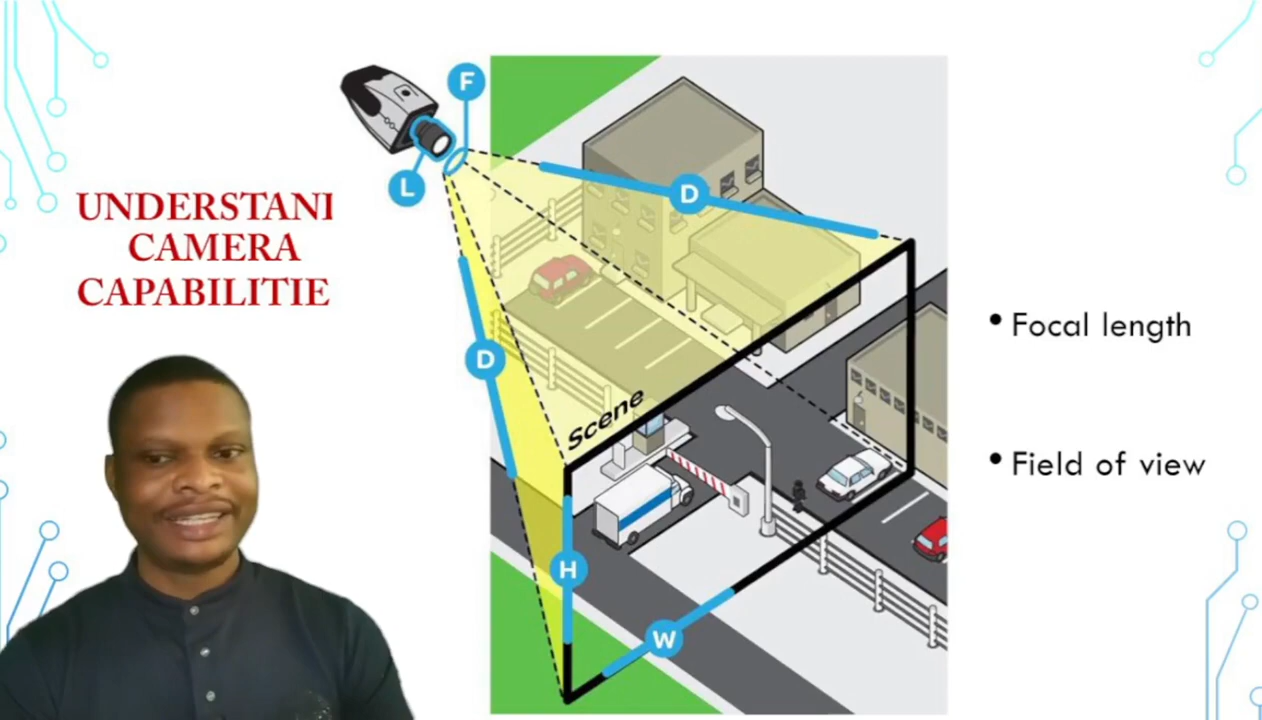 UNDERSTANI
CAMERA
CAPABILITIE
F
L
D
D
Scene
H
W
• Focal length
• Field of view